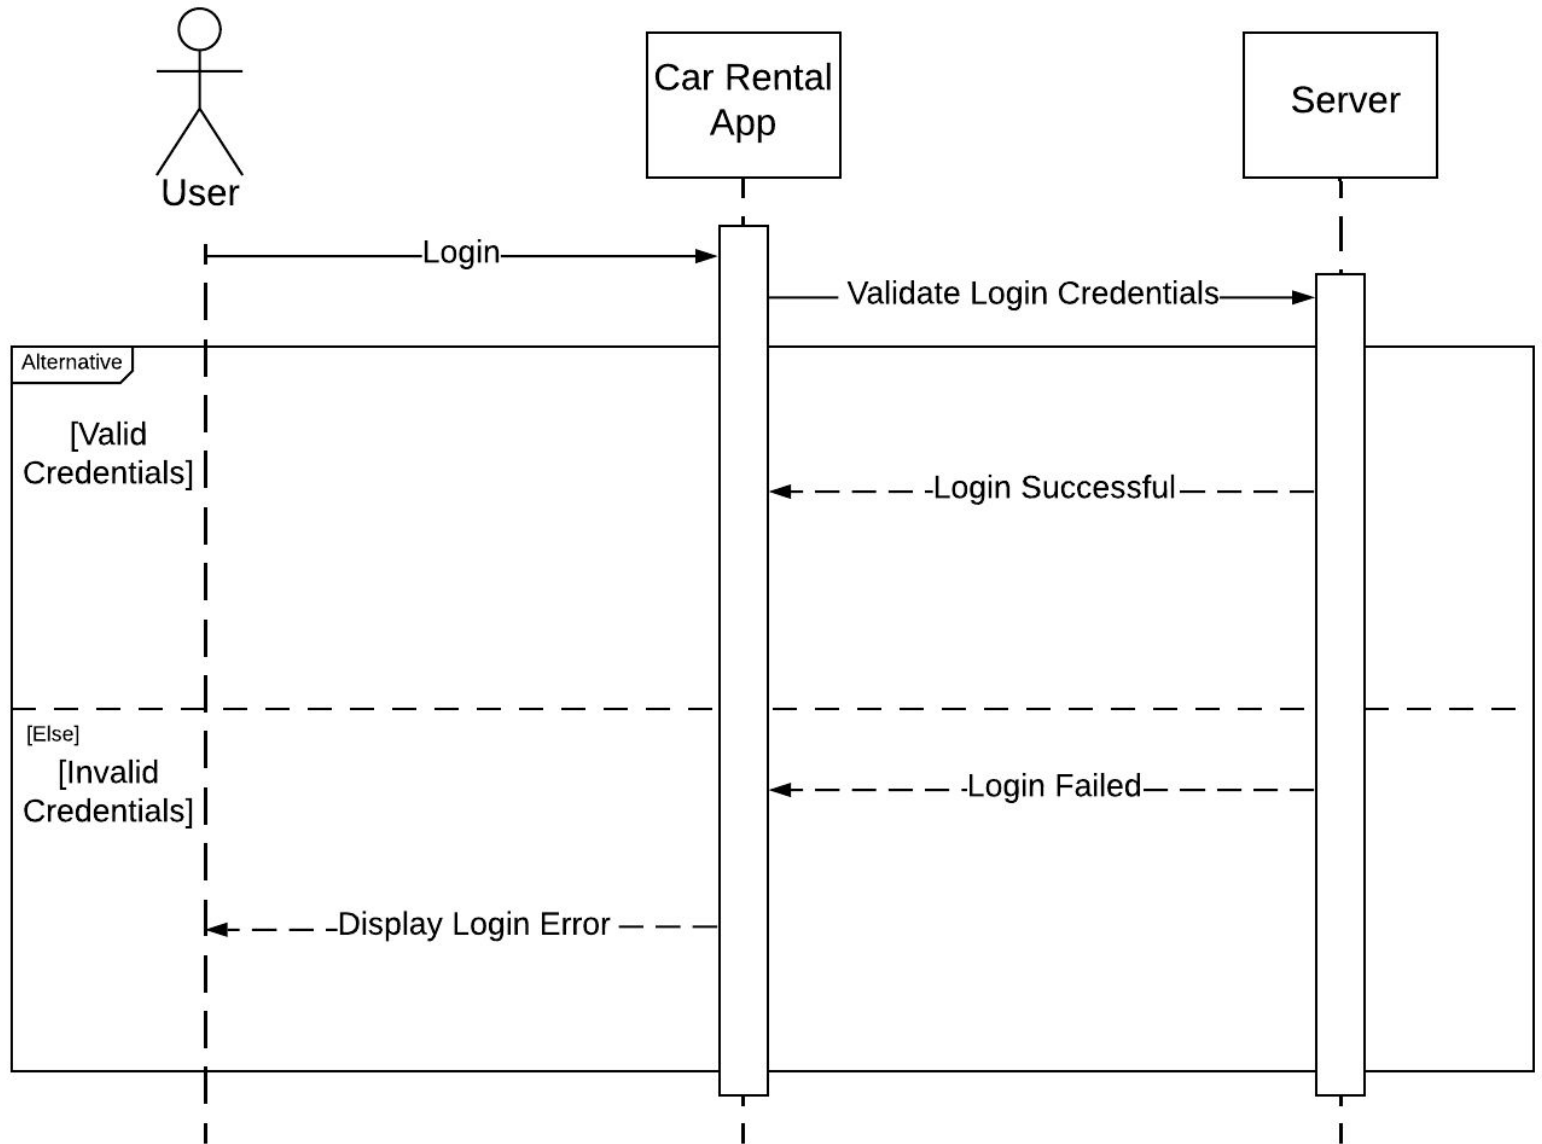 Car Rental
App
Server
User
Login
Validate Login Credentials
Alternative
[Valid
Credentials]
Login Successful
[Else]
[Invalid
Credentials]
Login Failed
Display Login Error